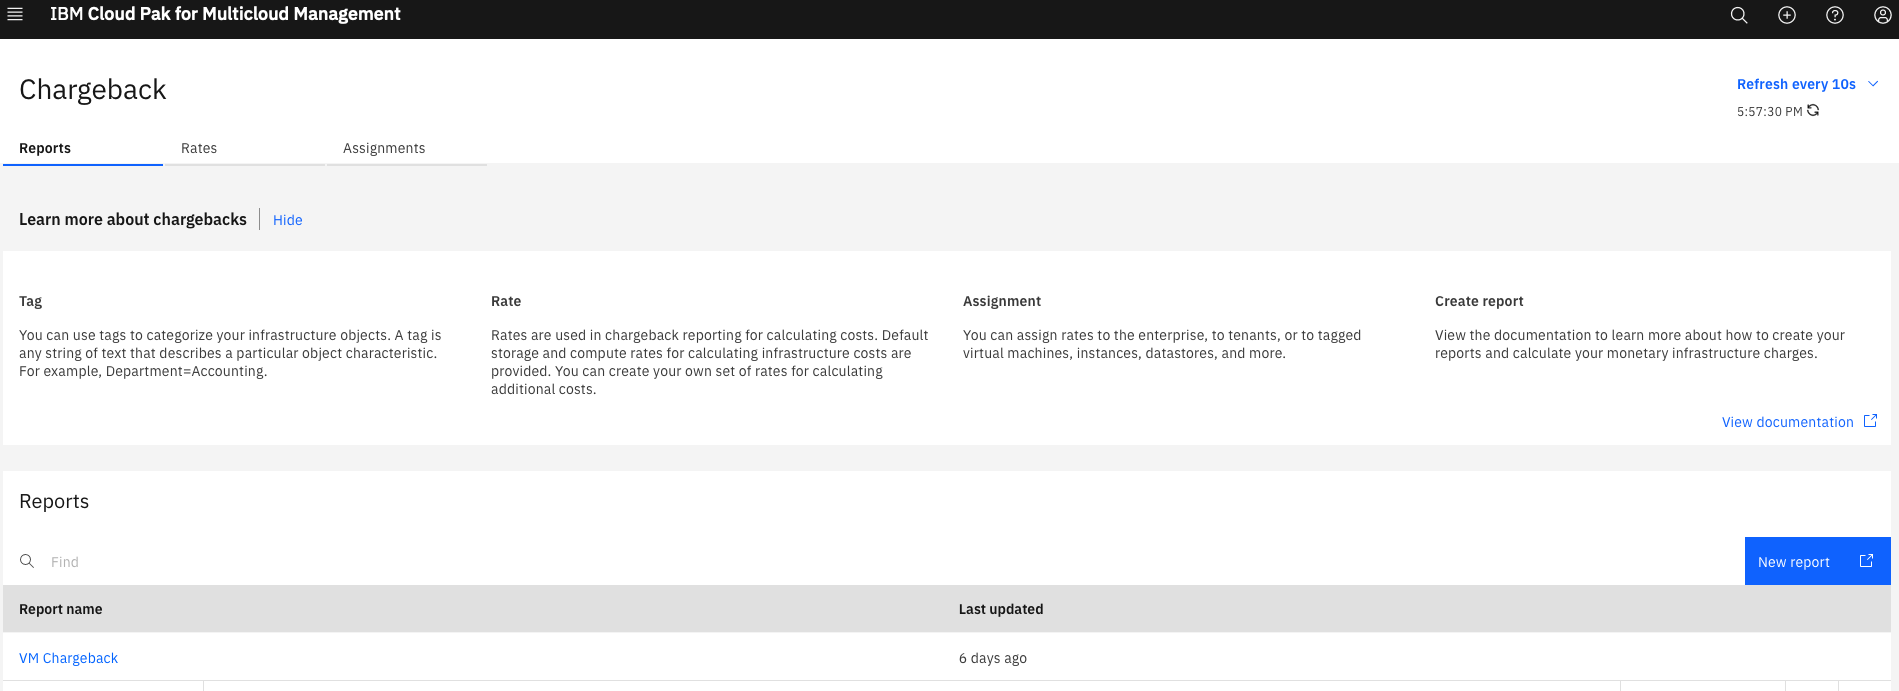 IBM Cloud Pak for Multicloud Management
Chargeback
Refresh every 10s
5:57:30 PM
Reports
Rates
Assignments
Learn more about chargebacks
Hide
Tag
You can use tags to categorize your infrastructure objects. A tag is
any string of text that describes a particular object characteristic.
For example, Department=Accounting.
Rate
Rates are used in chargeback reporting for calculating costs. Default
storage and compute rates for calculating infrastructure costs are
provided. You can create your own set of rates for calculating
additional costs.
Assignment
You can assign rates to the enterprise, to tenants, or to tagged
virtual machines, instances, datastores, and more.
Create report
View the documentation to learn more about how to create your
reports and calculate your monetary infrastructure charges.
View documentation
Reports
Find
New report
Report name
Last updated
VM Chargeback
6 days ago